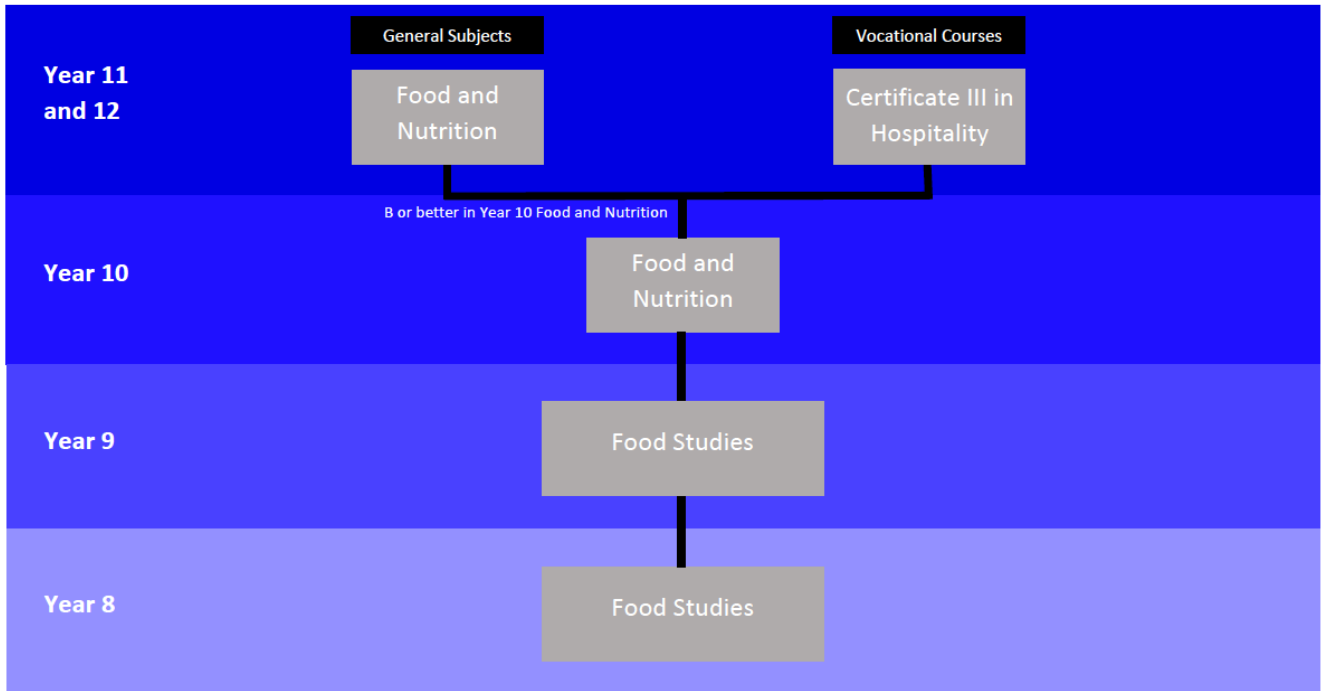 General Subjects
Vocational Courses
Year 11
and 12
Food and
Nutrition
Certificate III in
Hospitality
B or better in Year 10 Food and Nutrition
Year 10
Food and
Nutrition
Year 9
Food Studies
Year 8
Food Studies